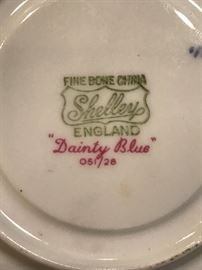 FINE BONE CHINA
Shelley
ENGLAND
"Dainty Blue"
051/28